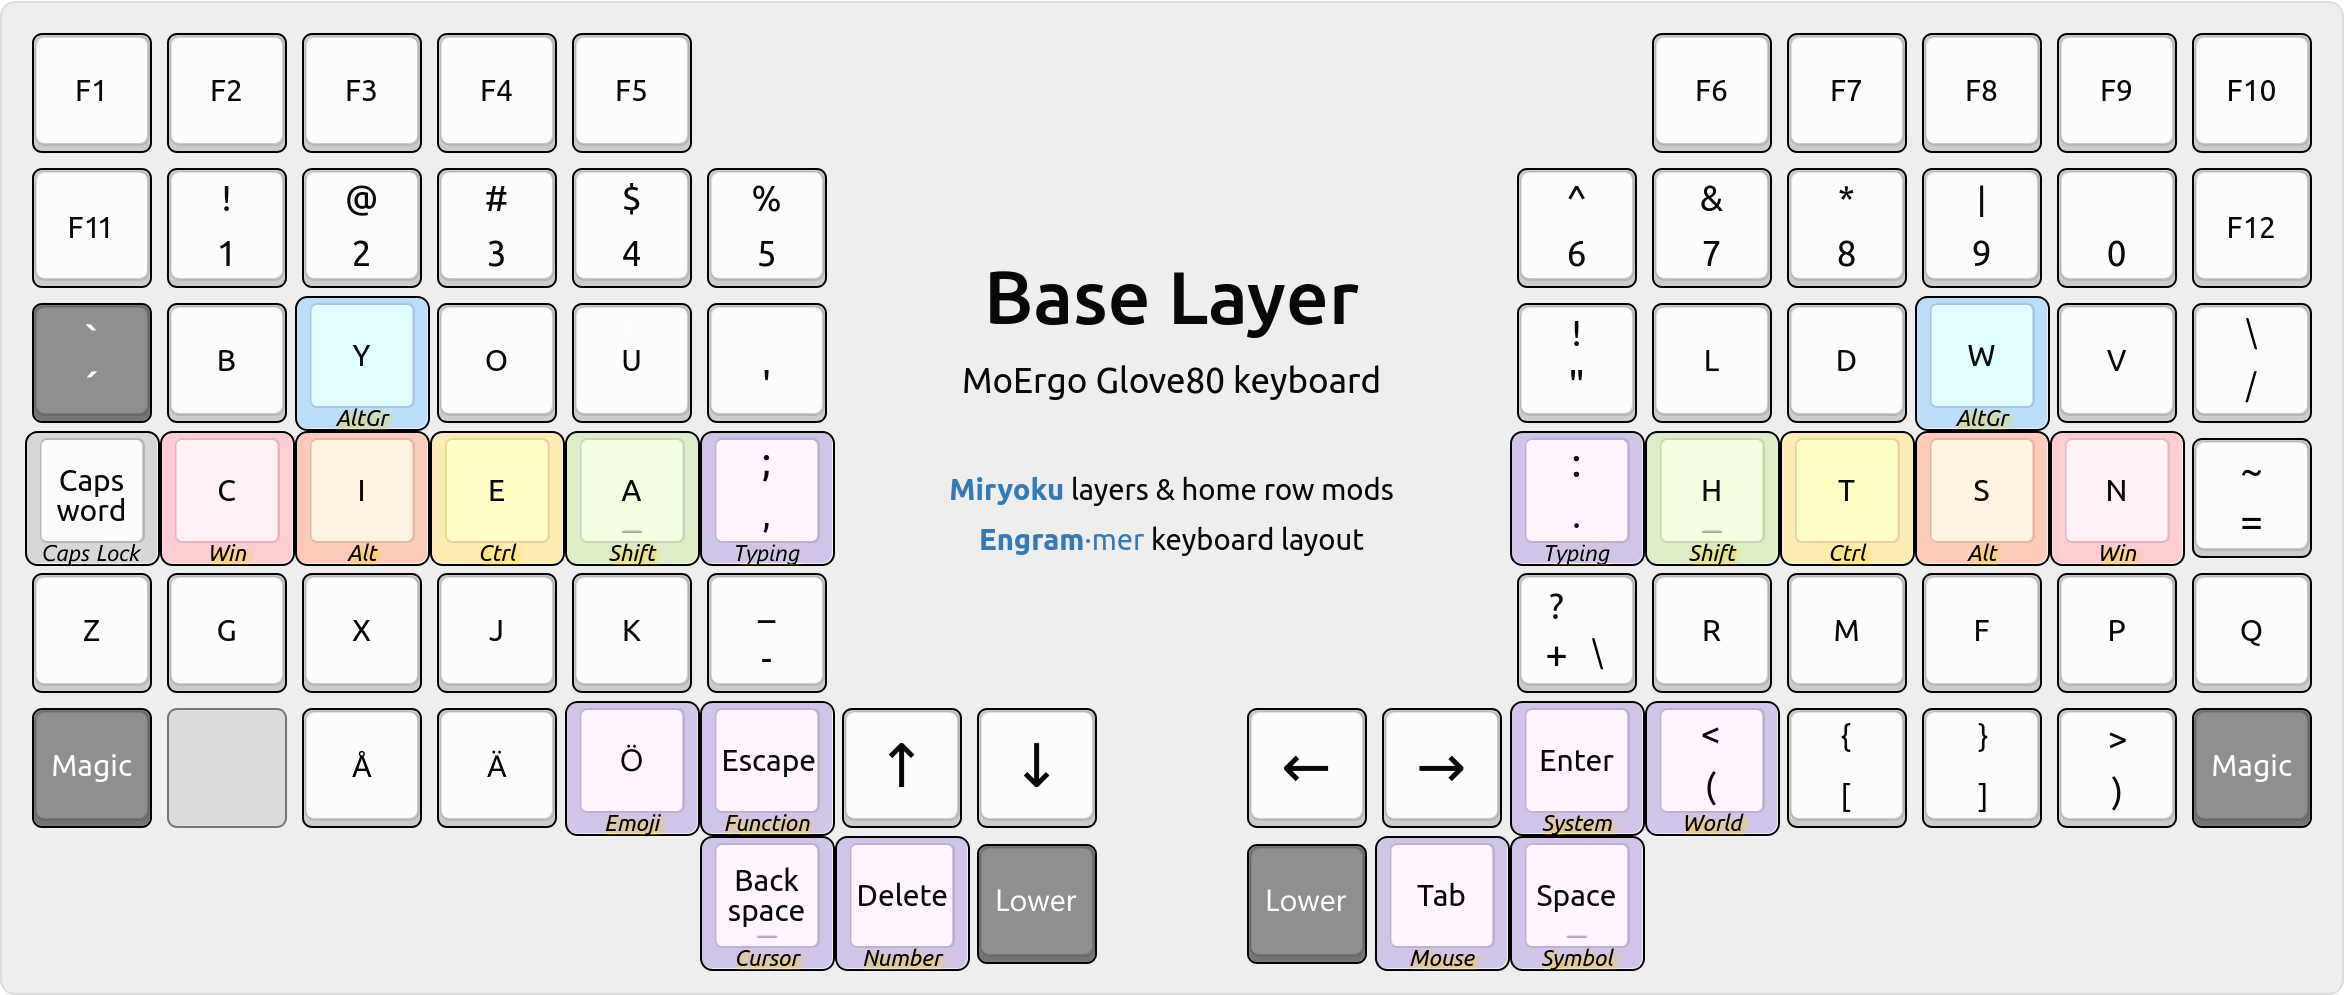 F1 F2 F3 F4 F5 F6 F7 F8 F9 F10
! @ # $ % ^ & * |
F11 1 2 3 4 5 6 7 8 9 0 F12
Base Layer
MoErgo Glove80 keyboard
` ! \
´ B Y O U ' " L D W V /
AltGr AltGr
Miryoku layers & home row mods
Engram·mer keyboard layout
; : ~
Caps word C I E A , . H T S N =
Caps Lock Win Alt Ctrl Shift Typing Typing Shift Ctrl Alt Win
– ?
Z G X J K - + \ R M F P Q
< { } >
Magic Å Ä Ö Escape ↑ ↓ ← → Enter ( [ ] ) Magic
Emoji Function System World
Back space Delete Lower Lower Tab Space
Cursor Number Mouse Symbol